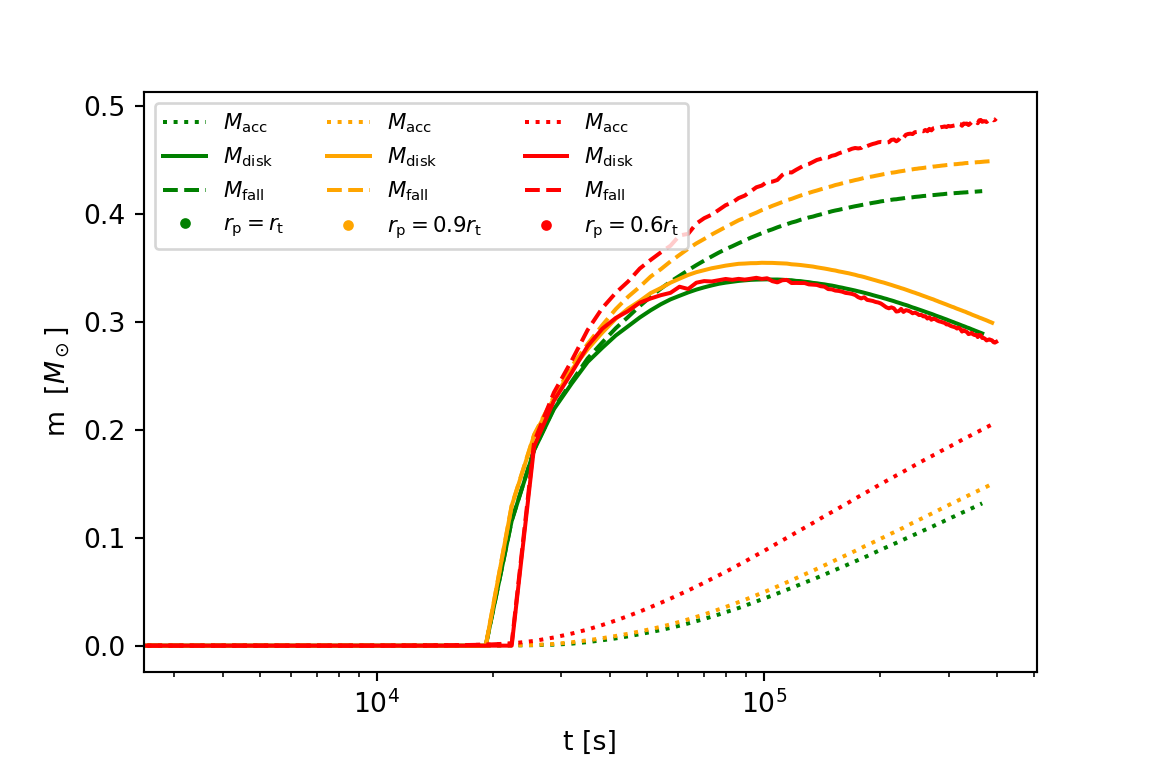 0.5
0.4
0.3
0.2
0.1
0.0
m [M⊙]
M_acc M_acc M_acc
M_disk M_disk M_disk
M_fall M_fall M_fall
r_p = r_t r_p = 0.9r_t r_p = 0.6r_t
10^4 10^5
t [s]